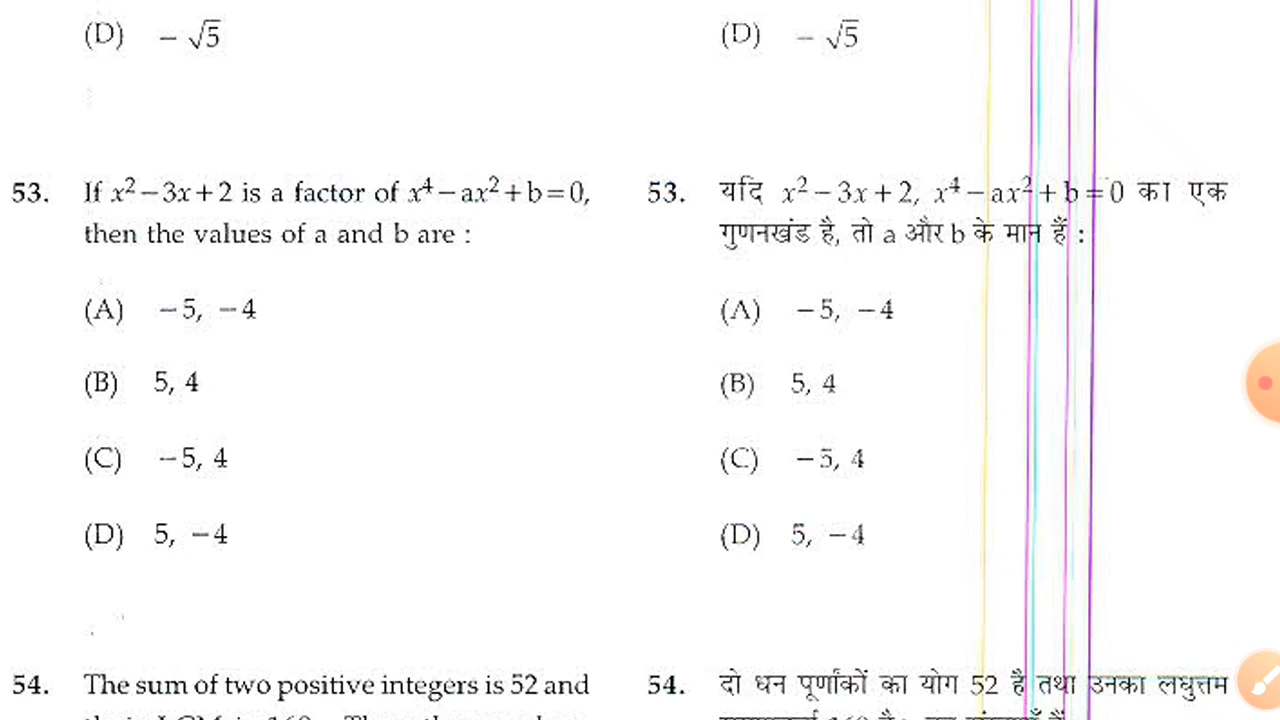 (D) – √5
53. If x²–3x+2 is a factor of x⁴–ax²+b=0,
then the values of a and b are :
(A) –5, –4
(B) 5, 4
(C) –5, 4
(D) 5, –4
54. The sum of two positive integers is 52 and
(D) – √5
53. यदि x²–3x+2, x⁴–ax²+b=0 का एक
गुणनखंड है, तो a और b के मान हैं :
(A) –5, –4
(B) 5, 4
(C) –5, 4
(D) 5, –4
54. दो धन पूर्णांकों का योग 52 है तथा उनका लघुत्तम